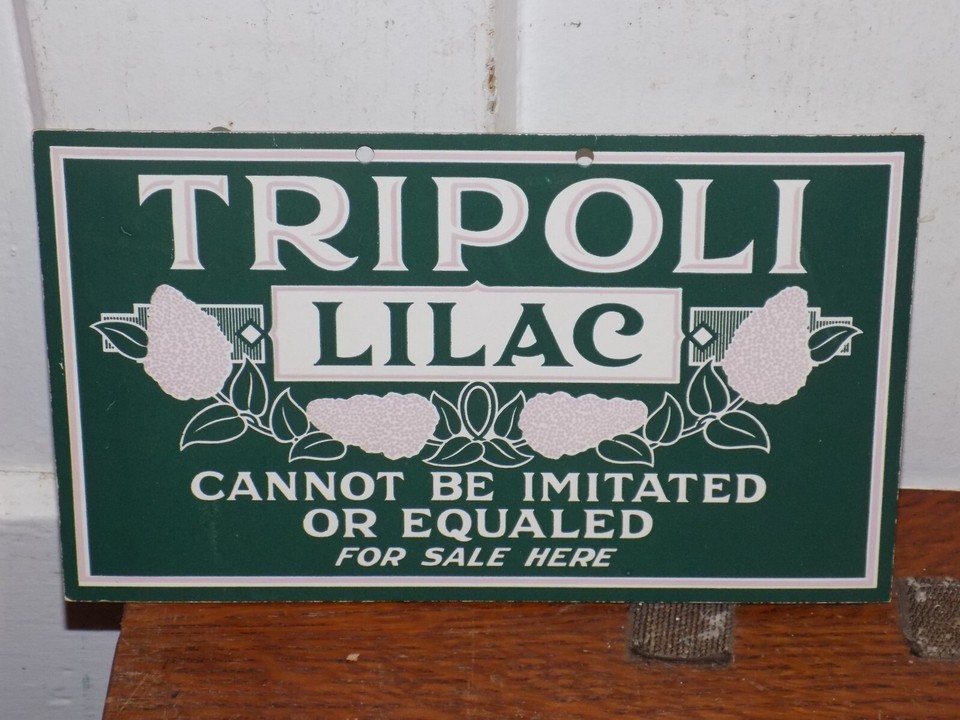 TRIPOLI
LILAC
CANNOT BE IMITATED
OR EQUALED
FOR SALE HERE